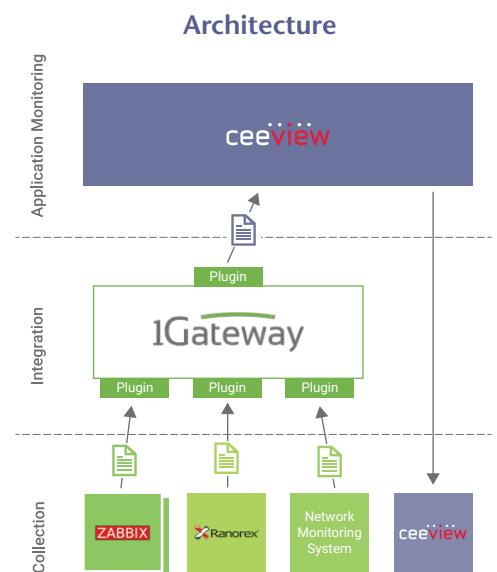 Architecture
Application Monitoring
ceeview
Plugin
Integration
1Gateway
Plugin
Plugin
Plugin
Collection
ZABBIX
Ranorex
Network
Monitoring
System
ceeview